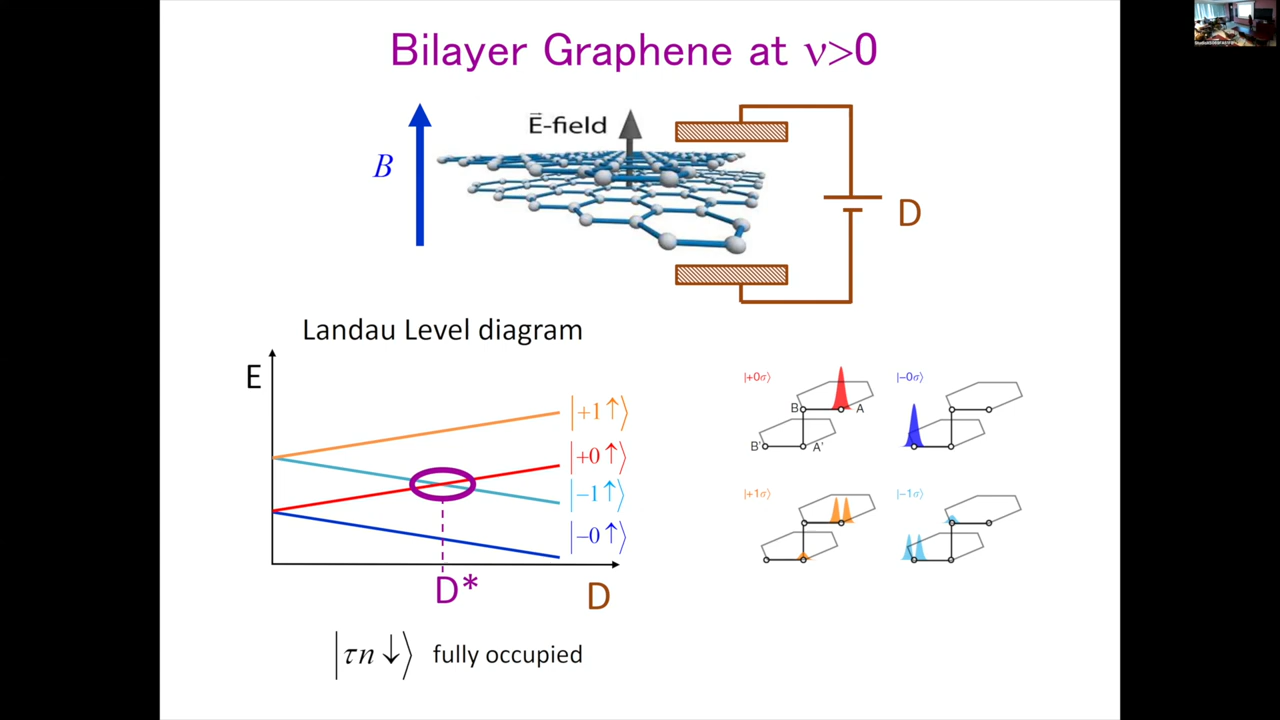 Bilayer Graphene at ν>0
E⃗-field
B
D
Landau Level diagram
E
|+1↑⟩
|+0↑⟩
|−1↑⟩
|−0↑⟩
D*
D
|τn↓⟩ fully occupied
|+0σ⟩
B
A
B'
A'
|−0σ⟩
|+1σ⟩
|−1σ⟩